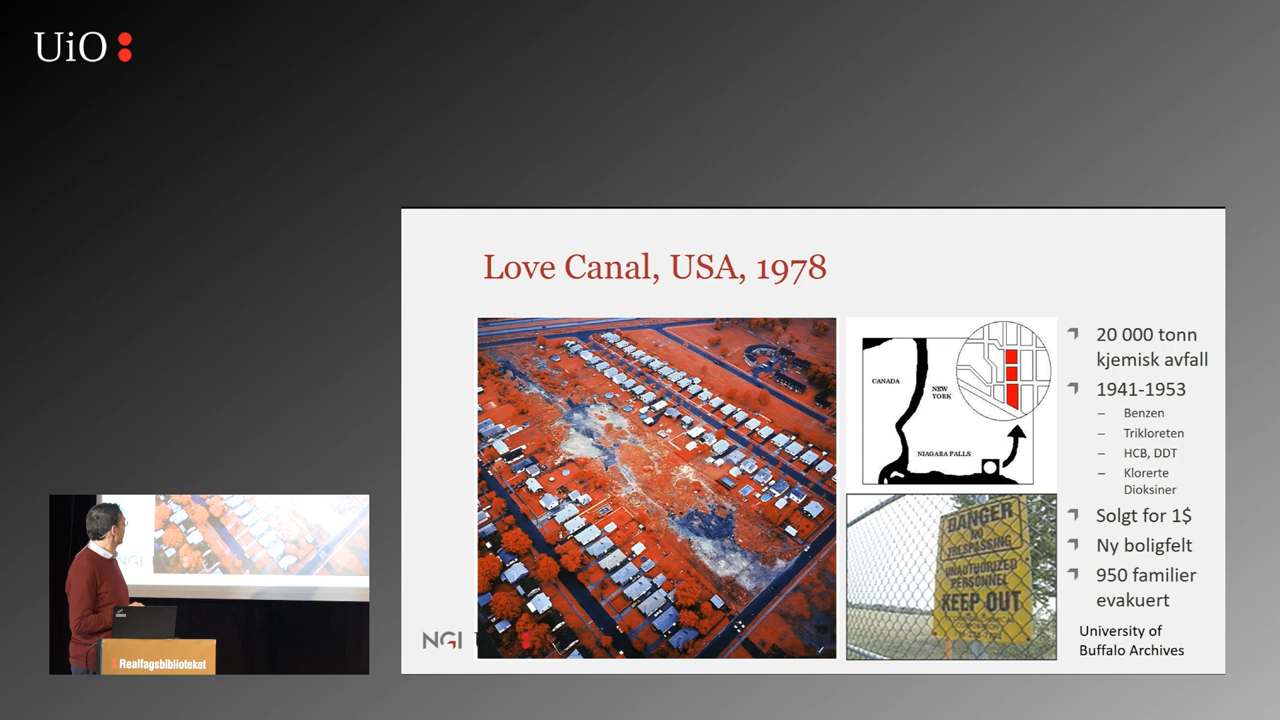 UiO
Love Canal, USA, 1978
CANADA
NEW
YORK
NIAGARA FALLS
20 000 tonn
kjemisk avfall
1941-1953
– Benzen
– Trikloreten
– HCB, DDT
– Klorerte
Dioksiner
Solgt for 1$
Ny boligfelt
950 familier
evakuert
University of
Buffalo Archives
DANGER
NO
TRESPASSING
UNAUTHORIZED
PERSONNEL
KEEP OUT
NGI
NGI
Realfagsbiblioteket